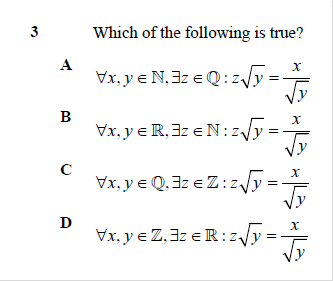 3 Which of the following is true?
A ∀x, y ∈ ℕ, ∃z ∈ ℚ : z√y = x/√y
B ∀x, y ∈ ℝ, ∃z ∈ ℕ : z√y = x/√y
C ∀x, y ∈ ℚ, ∃z ∈ ℤ : z√y = x/√y
D ∀x, y ∈ ℤ, ∃z ∈ ℝ : z√y = x/√y